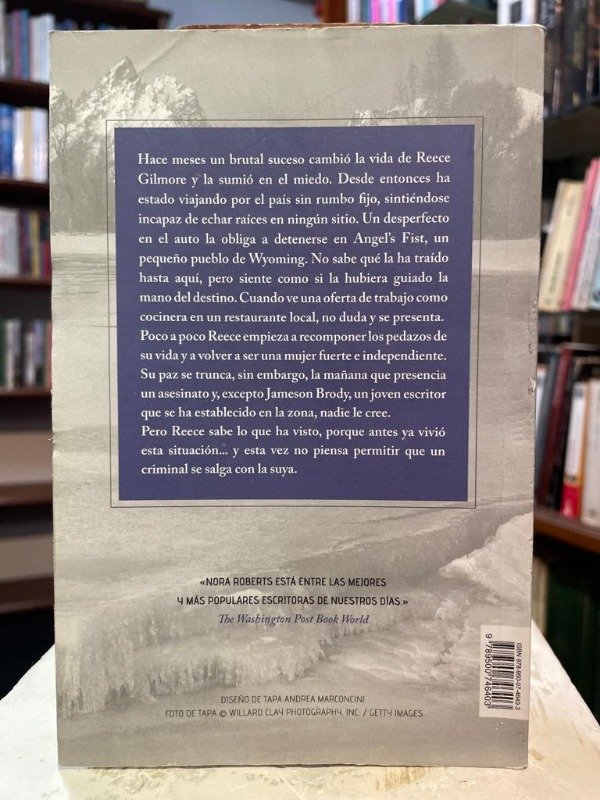 Hace meses un brutal suceso cambió la vida de Reece
Gilmore y la sumió en el miedo. Desde entonces ha
estado viajando por el país sin rumbo fijo, sintiéndose
incapaz de echar raíces en ningún sitio. Un desperfecto
en el auto la obliga a detenerse en Angel's Fist, un
pequeño pueblo de Wyoming. No sabe qué la ha traído
hasta aquí, pero siente como si la hubiera guiado la
mano del destino. Cuando ve una oferta de trabajo como
cocinera en un restaurante local, no duda y se presenta.
Poco a poco Reece empieza a recomponer los pedazos de
su vida y a volver a ser una mujer fuerte e independiente.
Su paz se trunca, sin embargo, la mañana que presencia
un asesinato y, excepto Jameson Brody, un joven escritor
que se ha establecido en la zona, nadie le cree.
Pero Reece sabe lo que ha visto, porque antes ya vivió
esta situación... y esta vez no piensa permitir que un
criminal se salga con la suya.
«NORA ROBERTS ESTÁ ENTRE LAS MEJORES
Y MÁS POPULARES ESCRITORAS DE NUESTROS DÍAS.»
The Washington Post Book World
ISBN 978-950-07-4640-3
9 789500 746403
DISEÑO DE TAPA ANDREA MARCONCINI
FOTO DE TAPA © WILLARD CLAY PHOTOGRAPHY, INC. / GETTY IMAGES